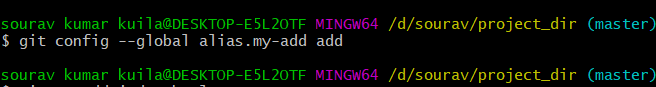 sourav kumar kuila@DESKTOP-E5L2OTF MINGW64 /d/sourav/project_dir (master)
$ git config --global alias.my-add add
sourav kumar kuila@DESKTOP-E5L2OTF MINGW64 /d/sourav/project_dir (master)
$